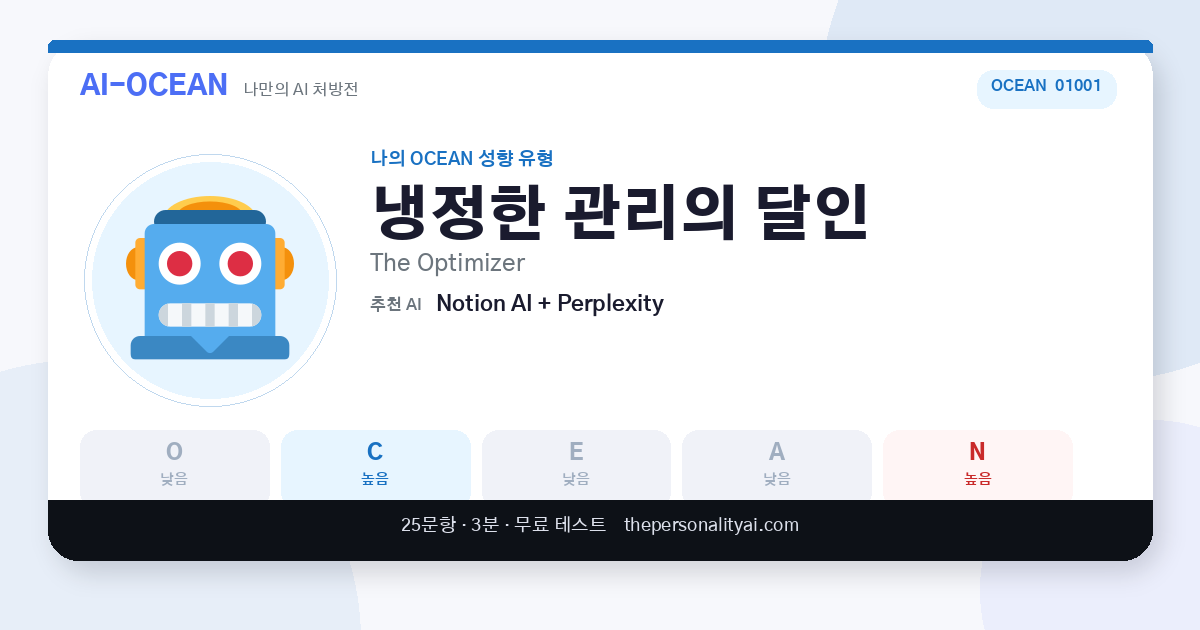 AI-OCEAN 나만의 AI 처방전
OCEAN 01001
나의 OCEAN 성향 유형
냉정한 관리의 달인
The Optimizer
추천 AI Notion AI + Perplexity
O C E A N
낮음 높음 낮음 낮음 높음
25문항 · 3분 · 무료 테스트 thepersonalityai.com